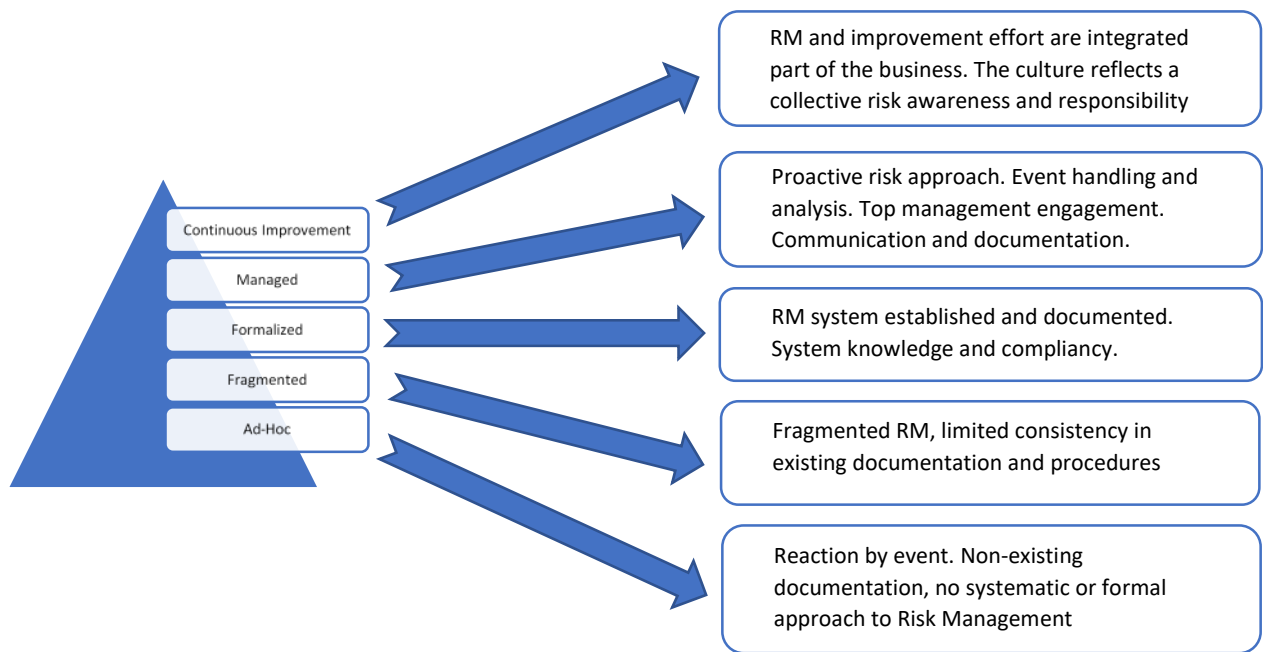 RM and improvement effort are integrated
part of the business. The culture reflects a
collective risk awareness and responsibility
Proactive risk approach. Event handling and
analysis. Top management engagement.
Communication and documentation.
Continuous Improvement
Managed
Formalized
Fragmented
Ad-Hoc
RM system established and documented.
System knowledge and compliancy.
Fragmented RM, limited consistency in
existing documentation and procedures
Reaction by event. Non-existing
documentation, no systematic or formal
approach to Risk Management